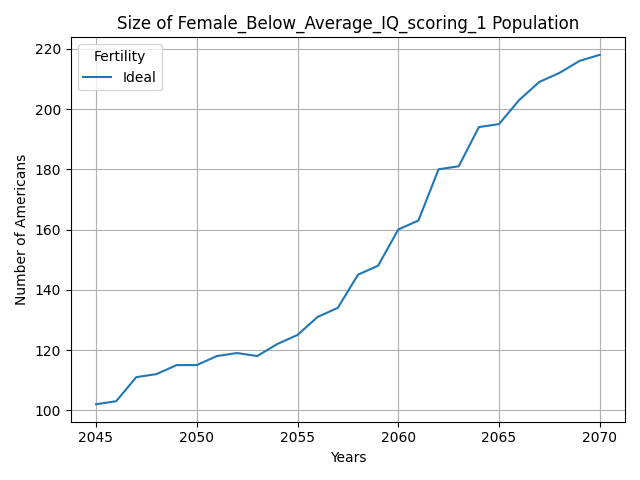 Size of Female_Below_Average_IQ_scoring_1 Population
Fertility
Ideal
Number of Americans
220
200
180
160
140
120
100
2045
2050
2055
2060
2065
2070
Years